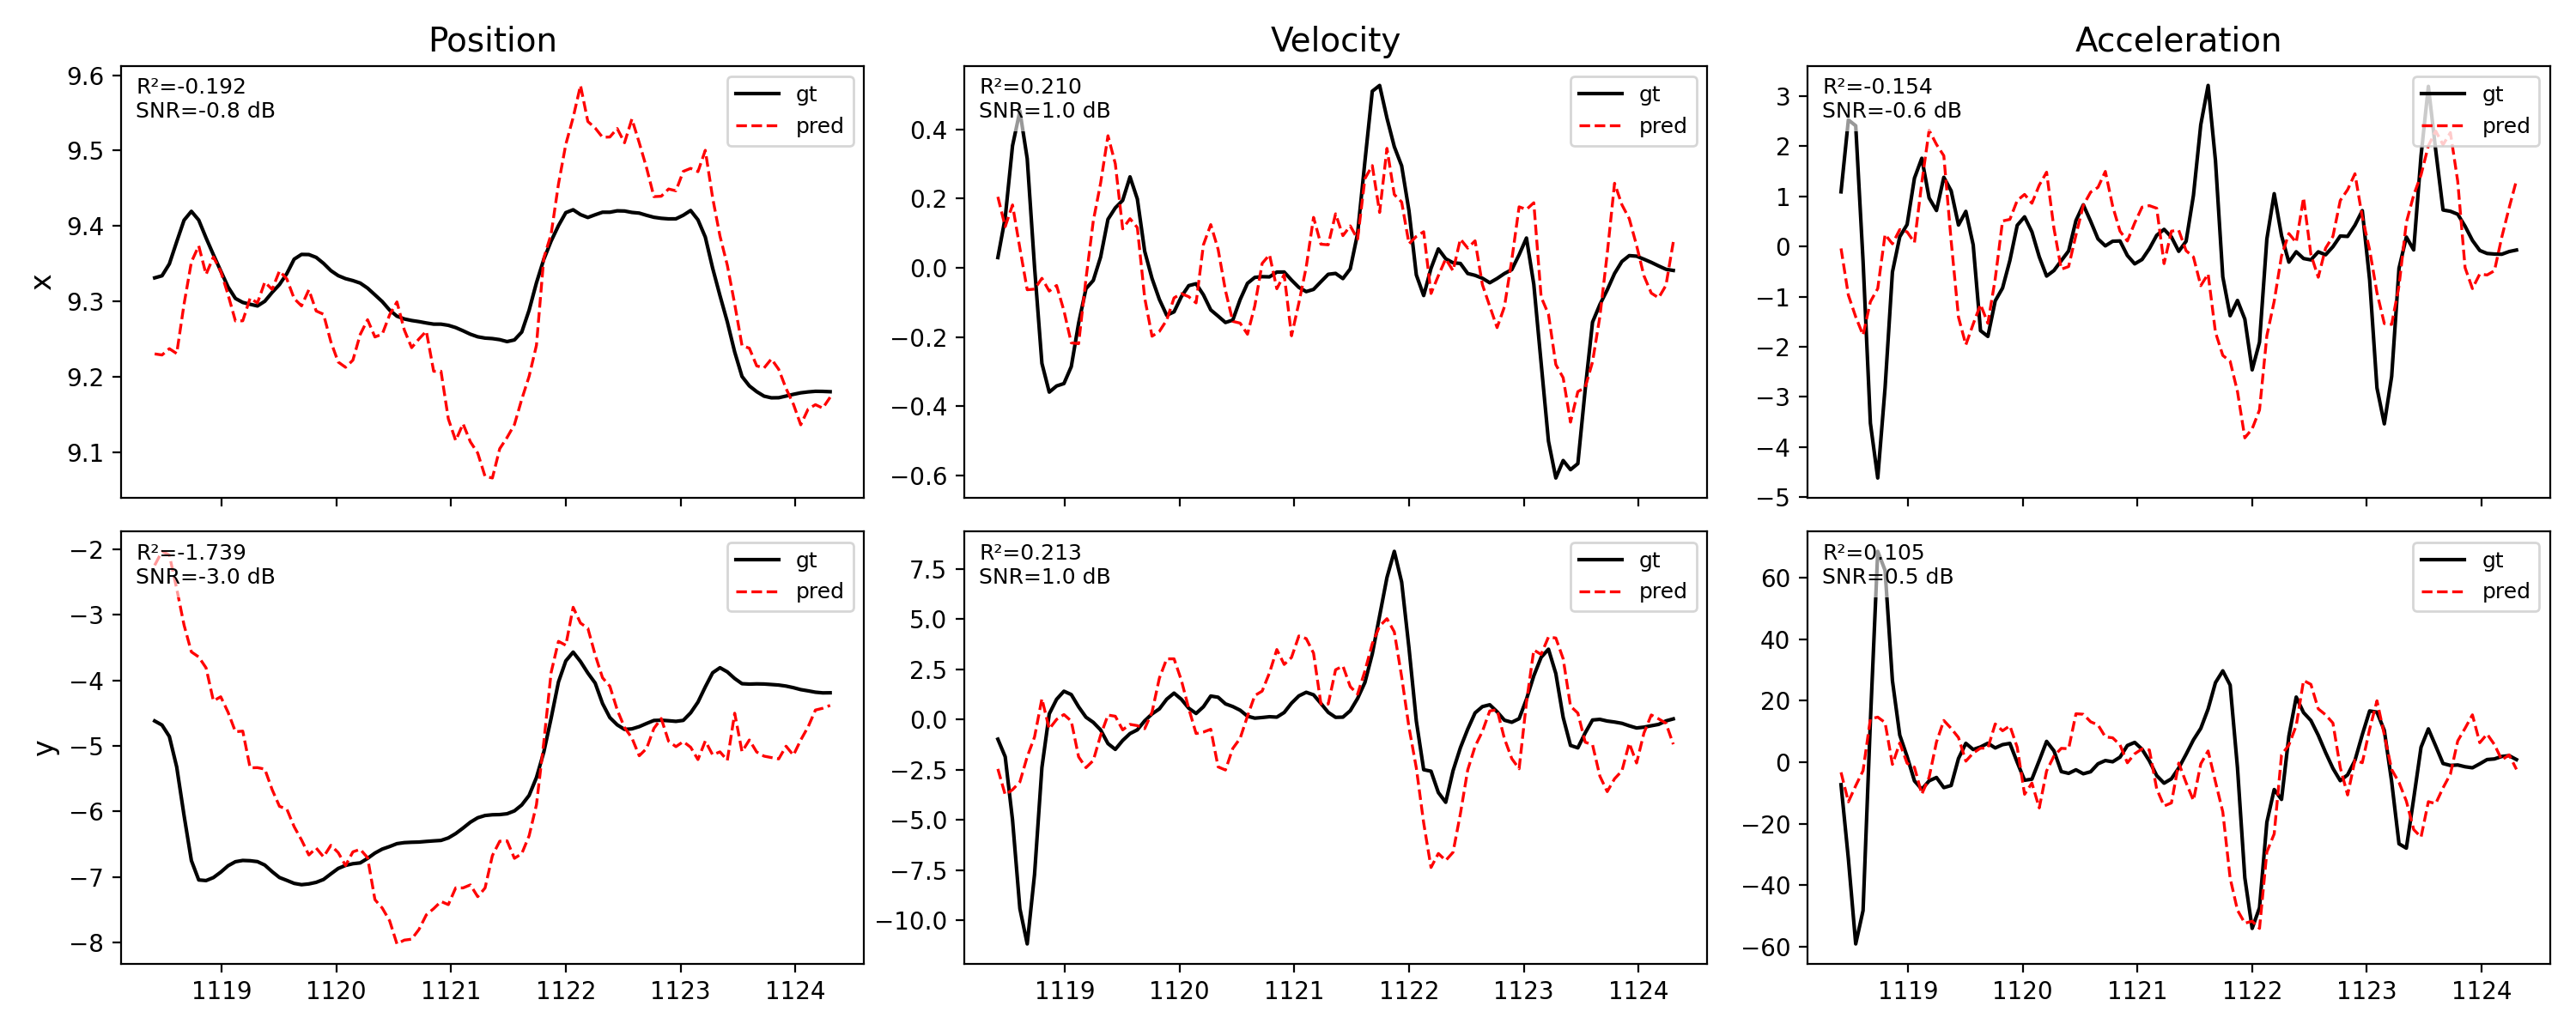 Position
Velocity
Acceleration
R²=-0.192
SNR=-0.8 dB
gt
pred
x
9.6
9.5
9.4
9.3
9.2
9.1
R²=0.210
SNR=1.0 dB
gt
pred
0.4
0.2
0.0
−0.2
−0.4
−0.6
R²=-0.154
SNR=-0.6 dB
gt
pred
3
2
1
0
−1
−2
−3
−4
−5
R²=-1.739
SNR=-3.0 dB
gt
pred
y
−2
−3
−4
−5
−6
−7
−8
1119 1120 1121 1122 1123 1124
R²=0.213
SNR=1.0 dB
gt
pred
7.5
5.0
2.5
0.0
−2.5
−5.0
−7.5
−10.0
1119 1120 1121 1122 1123 1124
R²=0.105
SNR=0.5 dB
gt
pred
60
40
20
0
−20
−40
−60
1119 1120 1121 1122 1123 1124